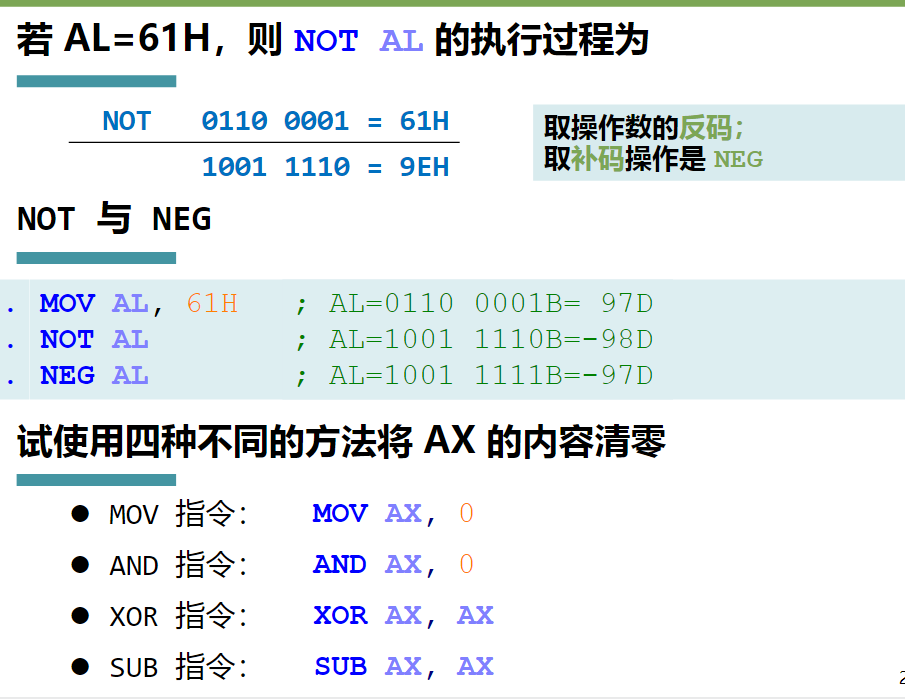 若 AL=61H，则 NOT AL 的执行过程为
NOT 0110 0001 = 61H
1001 1110 = 9EH
取操作数的反码；
取补码操作是 NEG
NOT 与 NEG
. MOV AL, 61H ; AL=0110 0001B= 97D
. NOT AL ; AL=1001 1110B=-98D
. NEG AL ; AL=1001 1111B=-97D
试使用四种不同的方法将 AX 的内容清零
● MOV 指令： MOV AX, 0
● AND 指令： AND AX, 0
● XOR 指令： XOR AX, AX
● SUB 指令： SUB AX, AX